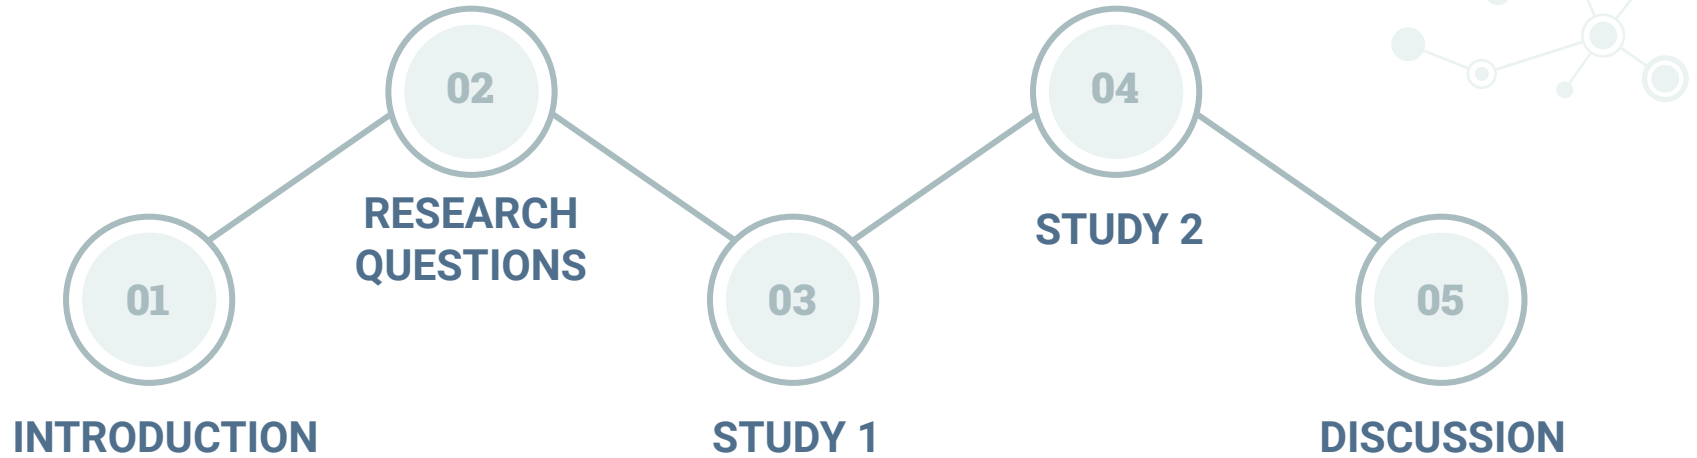 01
INTRODUCTION
02
RESEARCH
QUESTIONS
03
STUDY 1
04
STUDY 2
05
DISCUSSION